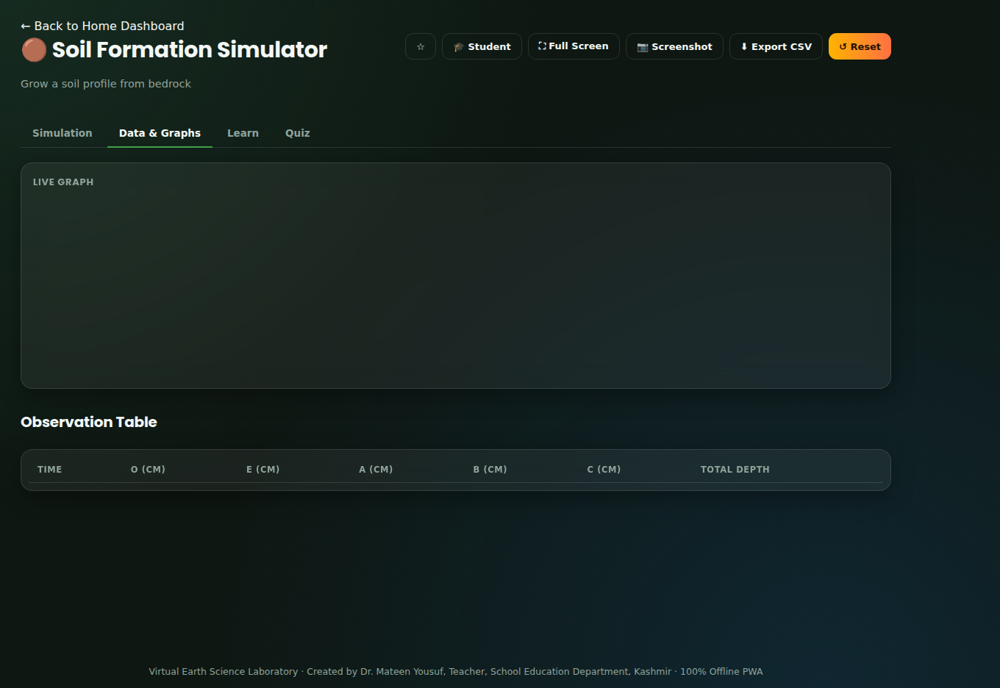 ← Back to Home Dashboard
Soil Formation Simulator
☆
Student
Full Screen
Screenshot
⬇ Export CSV
↺ Reset
Grow a soil profile from bedrock
Simulation
Data & Graphs
Learn
Quiz
LIVE GRAPH
Observation Table
TIME O (CM) E (CM) A (CM) B (CM) C (CM) TOTAL DEPTH
Virtual Earth Science Laboratory · Created by Dr. Mateen Yousuf, Teacher, School Education Department, Kashmir · 100% Offline PWA